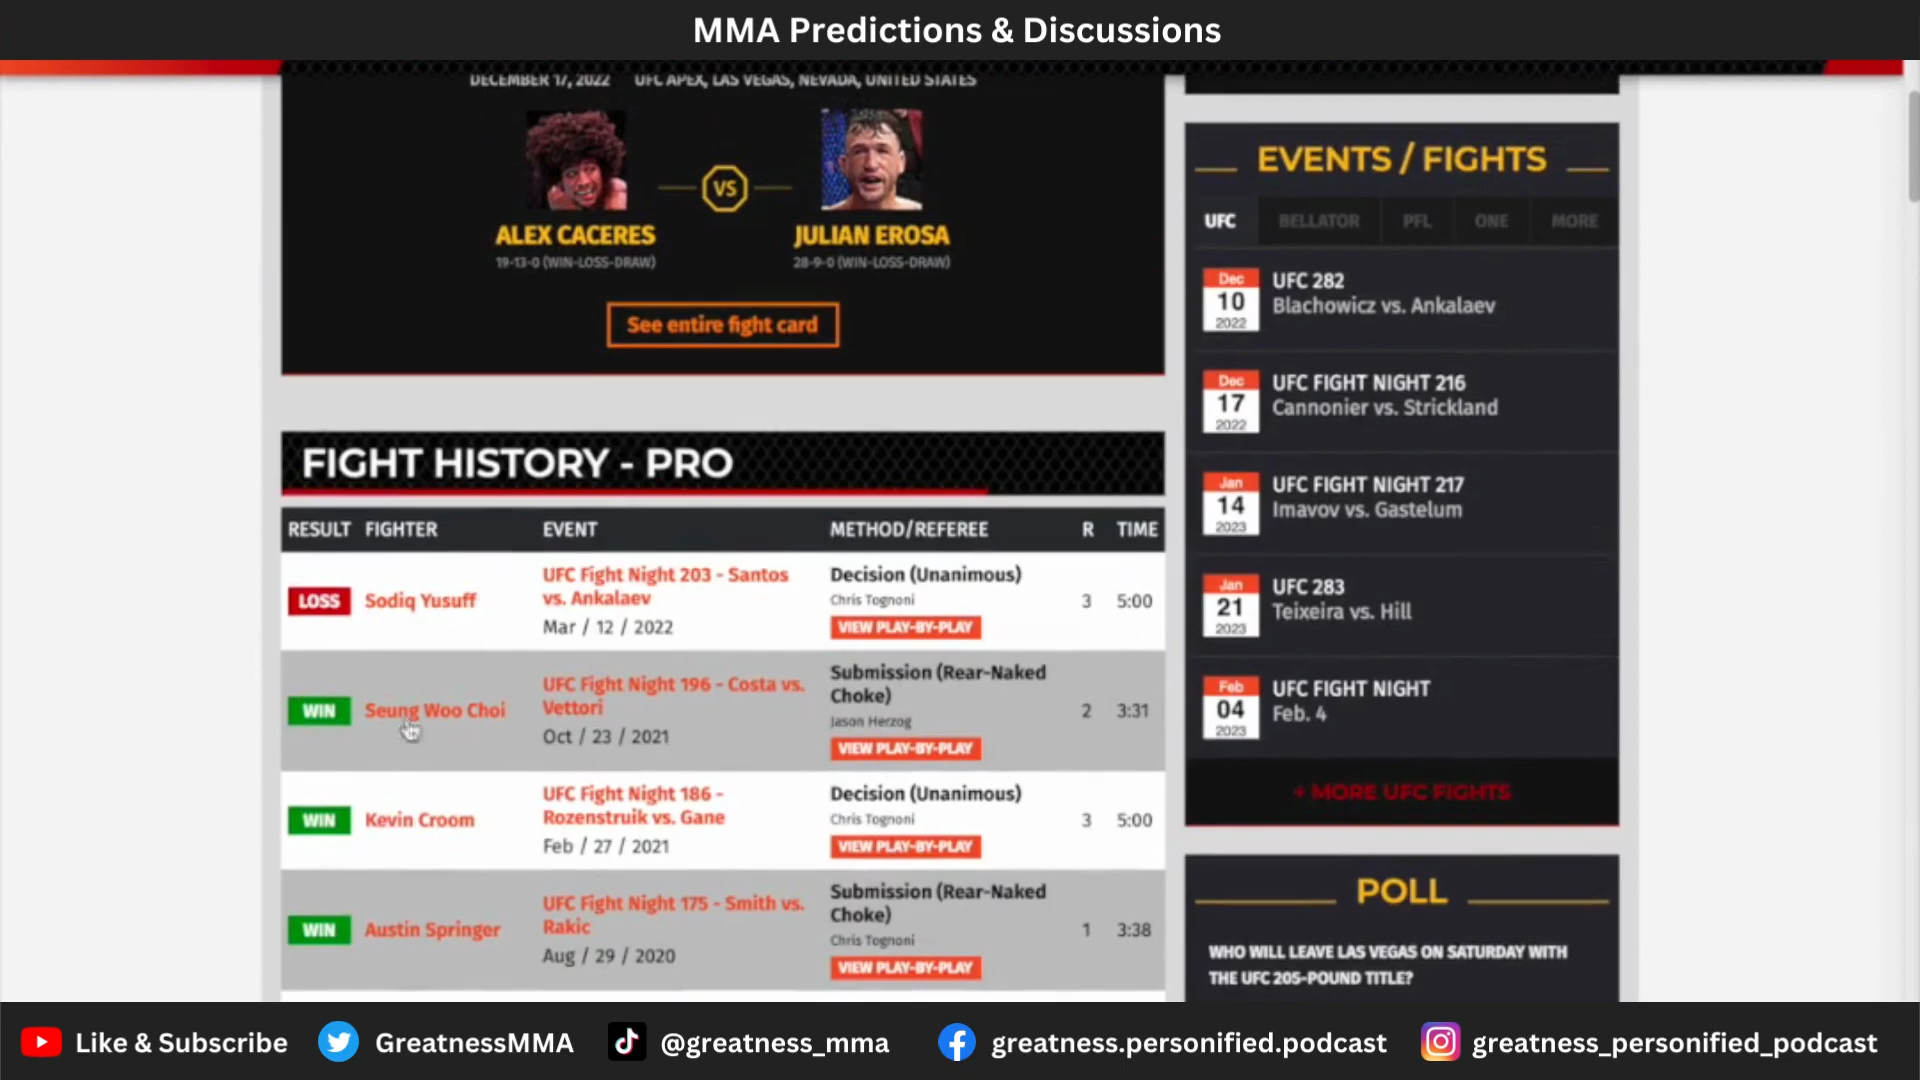 MMA Predictions & Discussions
DECEMBER 17, 2022 UFC APEX, LAS VEGAS, NEVADA, UNITED STATES
VS
ALEX CACERES JULIAN EROSA
19-13-0 (WIN-LOSS-DRAW) 28-9-0 (WIN-LOSS-DRAW)
See entire fight card
FIGHT HISTORY - PRO
RESULT FIGHTER EVENT METHOD/REFEREE R TIME
LOSS Sodiq Yusuff
UFC Fight Night 203 - Santos
vs. Ankalaev
Mar / 12 / 2022
Decision (Unanimous)
Chris Tognoni
VIEW PLAY-BY-PLAY
3 5:00
WIN Seung Woo Choi
UFC Fight Night 196 - Costa vs.
Vettori
Oct / 23 / 2021
Submission (Rear-Naked
Choke)
Jason Herzog
VIEW PLAY-BY-PLAY
2 3:31
WIN Kevin Croom
UFC Fight Night 186 -
Rozenstruik vs. Gane
Feb / 27 / 2021
Decision (Unanimous)
Chris Tognoni
VIEW PLAY-BY-PLAY
3 5:00
WIN Austin Springer
UFC Fight Night 175 - Smith vs.
Rakic
Aug / 29 / 2020
Submission (Rear-Naked
Choke)
Chris Tognoni
VIEW PLAY-BY-PLAY
1 3:38
EVENTS / FIGHTS
UFC BELLATOR PFL ONE MORE
Dec
10
2022
UFC 282
Blachowicz vs. Ankalaev
Dec
17
2022
UFC FIGHT NIGHT 216
Cannonier vs. Strickland
Jan
14
2023
UFC FIGHT NIGHT 217
Imavov vs. Gastelum
Jan
21
2023
UFC 283
Teixeira vs. Hill
Feb
04
2023
UFC FIGHT NIGHT
Feb. 4
+ MORE UFC FIGHTS
POLL
WHO WILL LEAVE LAS VEGAS ON SATURDAY WITH
THE UFC 205-POUND TITLE?
Like & Subscribe GreatnessMMA @greatness_mma greatness.personified.podcast greatness_personified_podcast